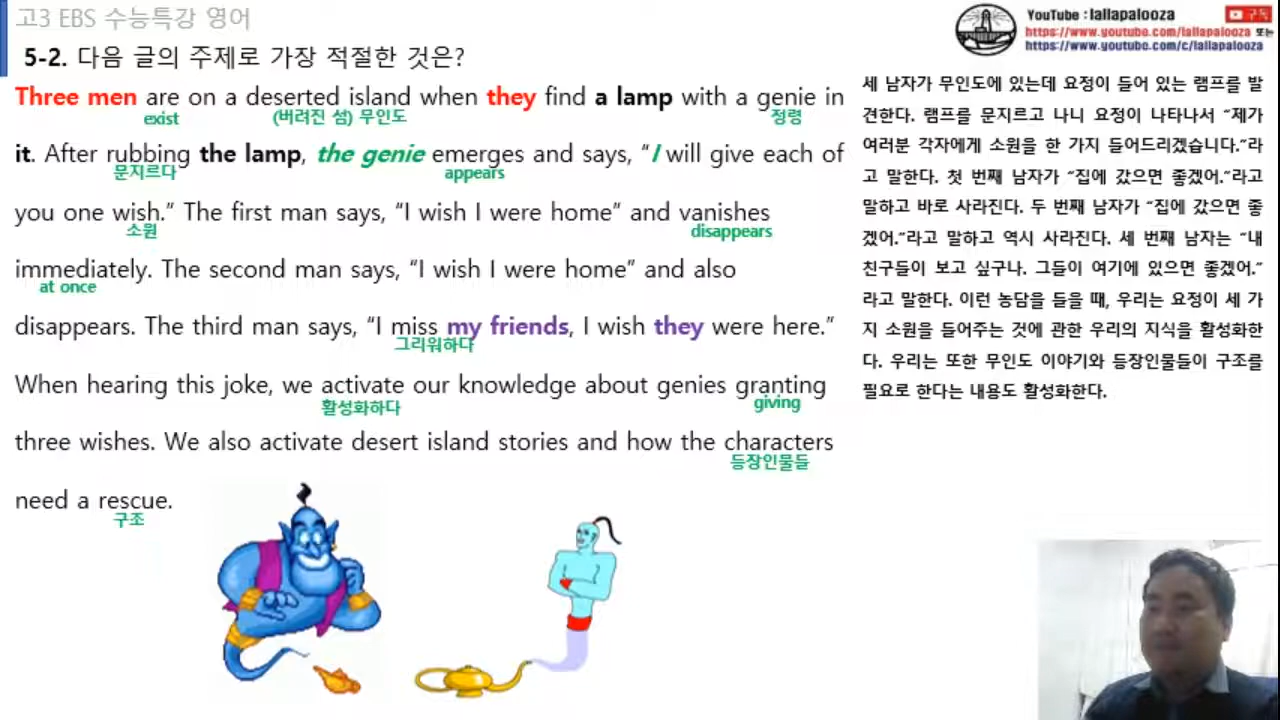 고3 EBS 수능특강 영어
YouTube : lallapalooza
구독
https://www.youtube.com/lallapalooza 또는
https://www.youtube.com/c/lallapalooza
5-2. 다음 글의 주제로 가장 적절한 것은?
Three men are on a deserted island when they find a lamp with a genie in
exist (버려진 섬) 무인도 정령
it. After rubbing the lamp, the genie emerges and says, “I will give each of
문지르다 appears
you one wish.” The first man says, “I wish I were home” and vanishes
소원 disappears
immediately. The second man says, “I wish I were home” and also
at once
disappears. The third man says, “I miss my friends, I wish they were here.”
그리워하다
When hearing this joke, we activate our knowledge about genies granting
활성화하다 giving
three wishes. We also activate desert island stories and how the characters
등장인물들
need a rescue.
구조
세 남자가 무인도에 있는데 요정이 들어 있는 램프를 발
견한다. 램프를 문지르고 나니 요정이 나타나서 “제가
여러분 각자에게 소원을 한 가지 들어드리겠습니다.”라
고 말한다. 첫 번째 남자가 “집에 갔으면 좋겠어.”라고
말하고 바로 사라진다. 두 번째 남자가 “집에 갔으면 좋
겠어.”라고 말하고 역시 사라진다. 세 번째 남자는 “내
친구들이 보고 싶구나. 그들이 여기에 있으면 좋겠어.”
라고 말한다. 이런 농담을 들을 때, 우리는 요정이 세 가
지 소원을 들어주는 것에 관한 우리의 지식을 활성화한
다. 우리는 또한 무인도 이야기와 등장인물들이 구조를
필요로 한다는 내용도 활성화한다.